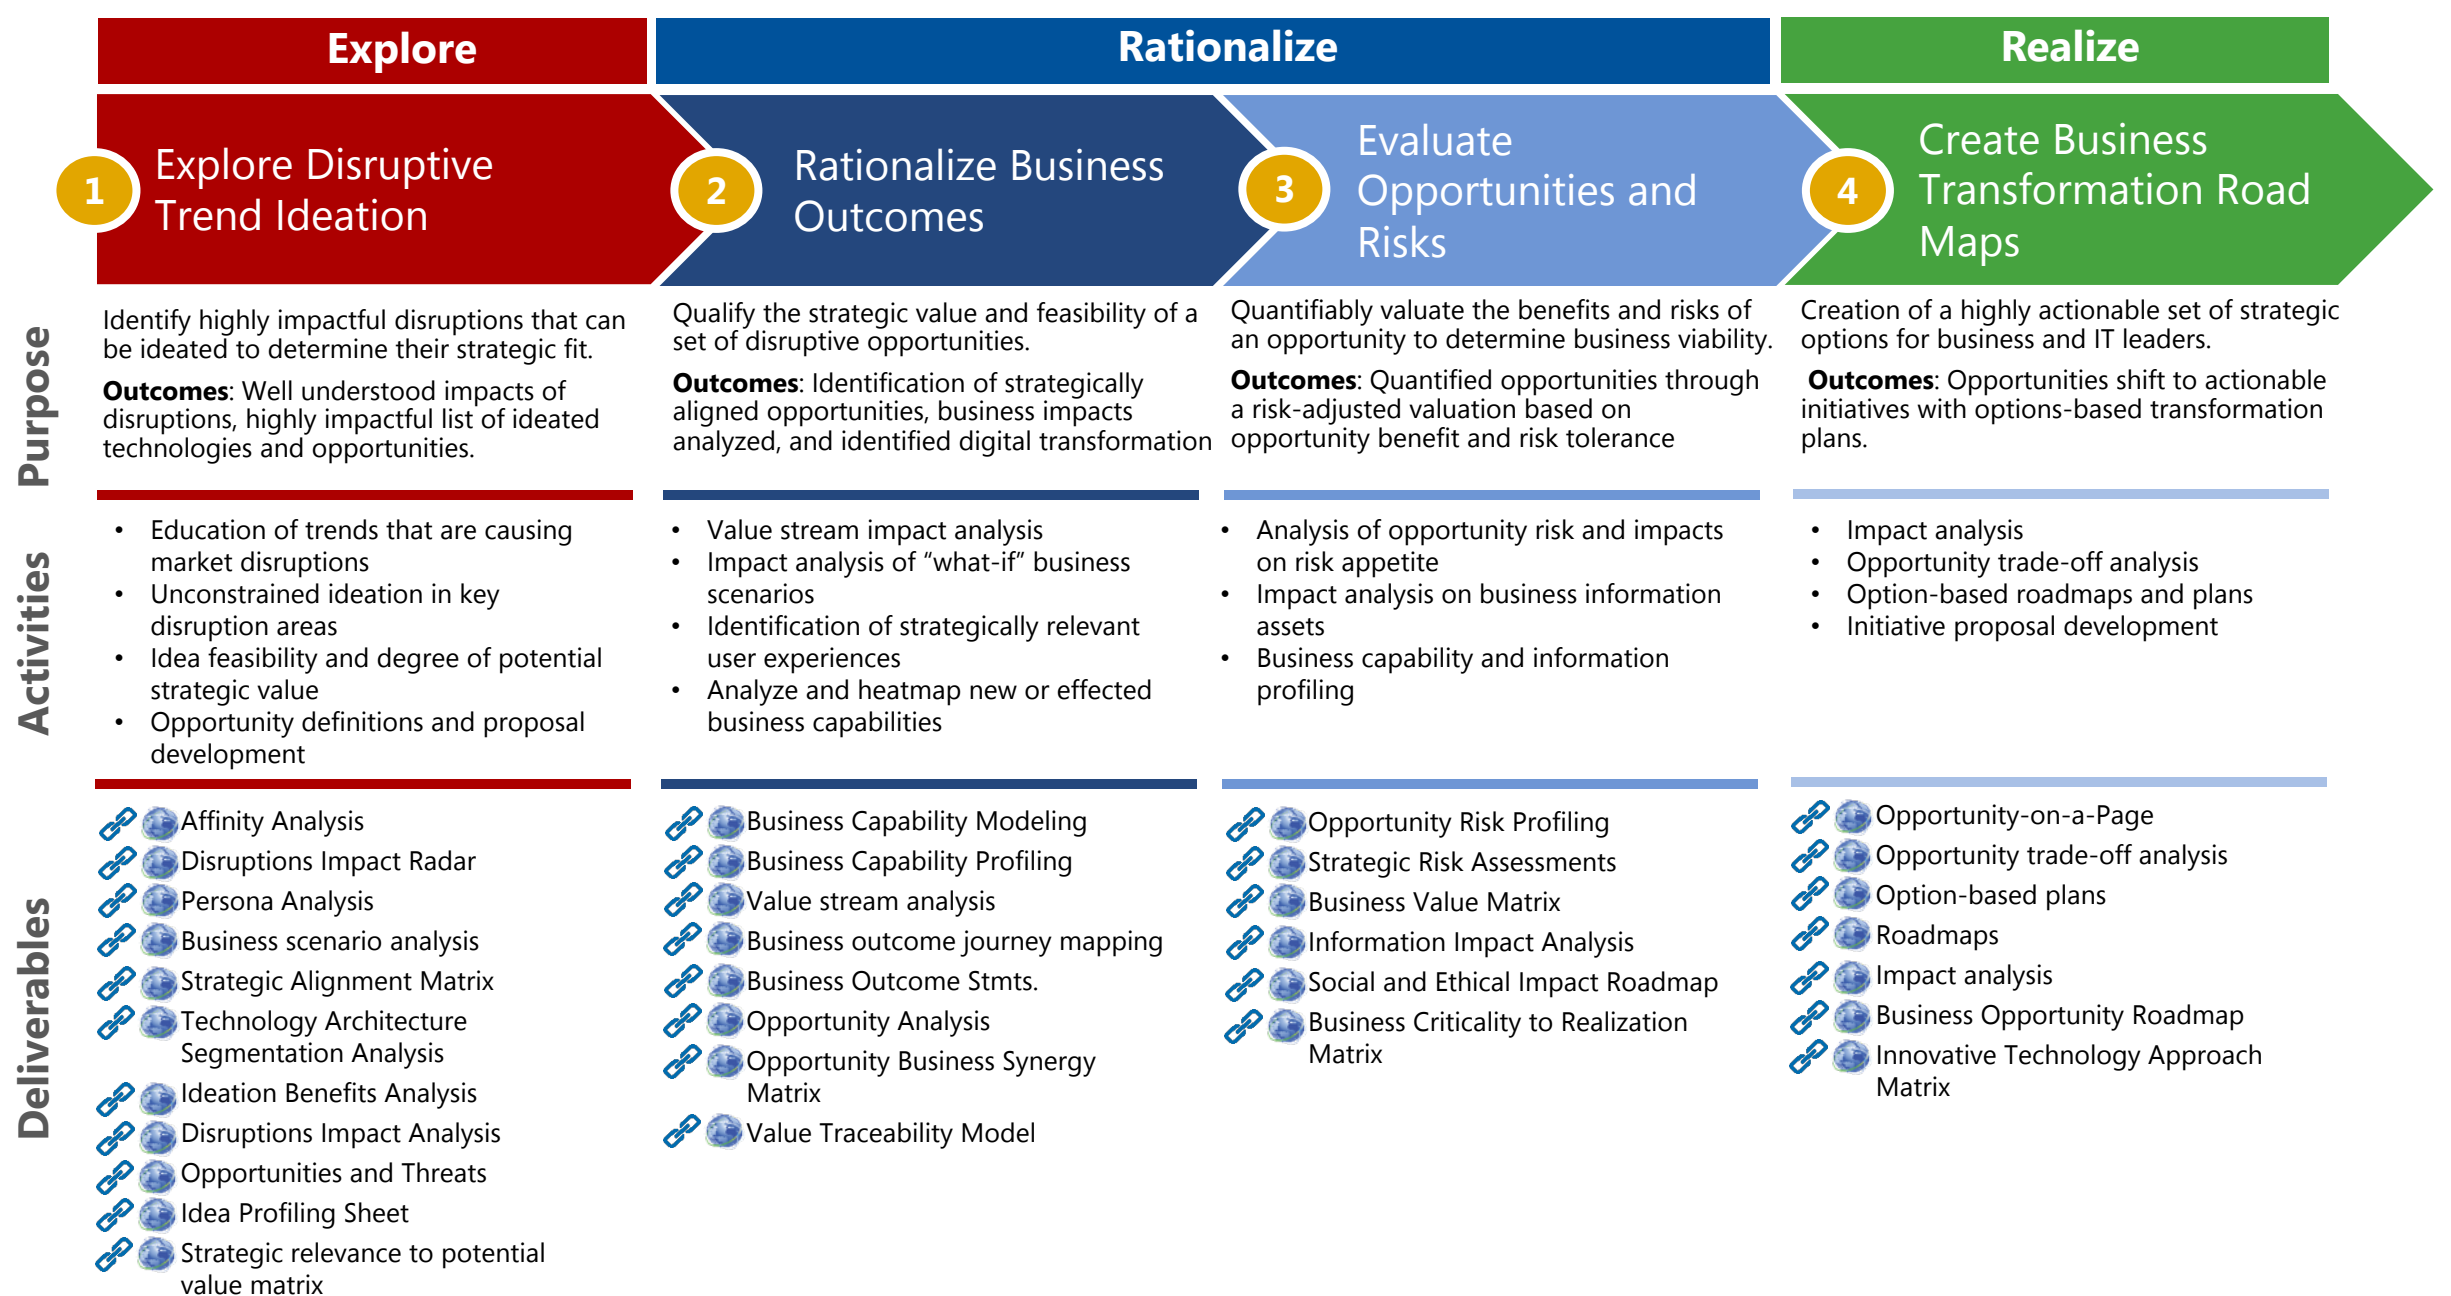 Explore
Rationalize
Realize
1
Explore Disruptive
Trend Ideation
2
Rationalize Business
Outcomes
3
Evaluate
Opportunities and
Risks
4
Create Business
Transformation Road
Maps
Purpose
Identify highly impactful disruptions that can
be ideated to determine their strategic fit.
Outcomes: Well understood impacts of
disruptions, highly impactful list of ideated
technologies and opportunities.
Qualify the strategic value and feasibility of a
set of disruptive opportunities.
Outcomes: Identification of strategically
aligned opportunities, business impacts
analyzed, and identified digital transformation
Quantifiably valuate the benefits and risks of
an opportunity to determine business viability.
Outcomes: Quantified opportunities through
a risk-adjusted valuation based on
opportunity benefit and risk tolerance
Creation of a highly actionable set of strategic
options for business and IT leaders.
Outcomes: Opportunities shift to actionable
initiatives with options-based transformation
plans.
Activities
• Education of trends that are causing
market disruptions
• Unconstrained ideation in key
disruption areas
• Idea feasibility and degree of potential
strategic value
• Opportunity definitions and proposal
development
• Value stream impact analysis
• Impact analysis of “what-if” business
scenarios
• Identification of strategically relevant
user experiences
• Analyze and heatmap new or effected
business capabilities
• Analysis of opportunity risk and impacts
on risk appetite
• Impact analysis on business information
assets
• Business capability and information
profiling
• Impact analysis
• Opportunity trade-off analysis
• Option-based roadmaps and plans
• Initiative proposal development
Deliverables
Affinity Analysis
Disruptions Impact Radar
Persona Analysis
Business scenario analysis
Strategic Alignment Matrix
Technology Architecture
Segmentation Analysis
Ideation Benefits Analysis
Disruptions Impact Analysis
Opportunities and Threats
Idea Profiling Sheet
Strategic relevance to potential
value matrix
Business Capability Modeling
Business Capability Profiling
Value stream analysis
Business outcome journey mapping
Business Outcome Stmts.
Opportunity Analysis
Opportunity Business Synergy
Matrix
Value Traceability Model
Opportunity Risk Profiling
Strategic Risk Assessments
Business Value Matrix
Information Impact Analysis
Social and Ethical Impact Roadmap
Business Criticality to Realization
Matrix
Opportunity-on-a-Page
Opportunity trade-off analysis
Option-based plans
Roadmaps
Impact analysis
Business Opportunity Roadmap
Innovative Technology Approach
Matrix